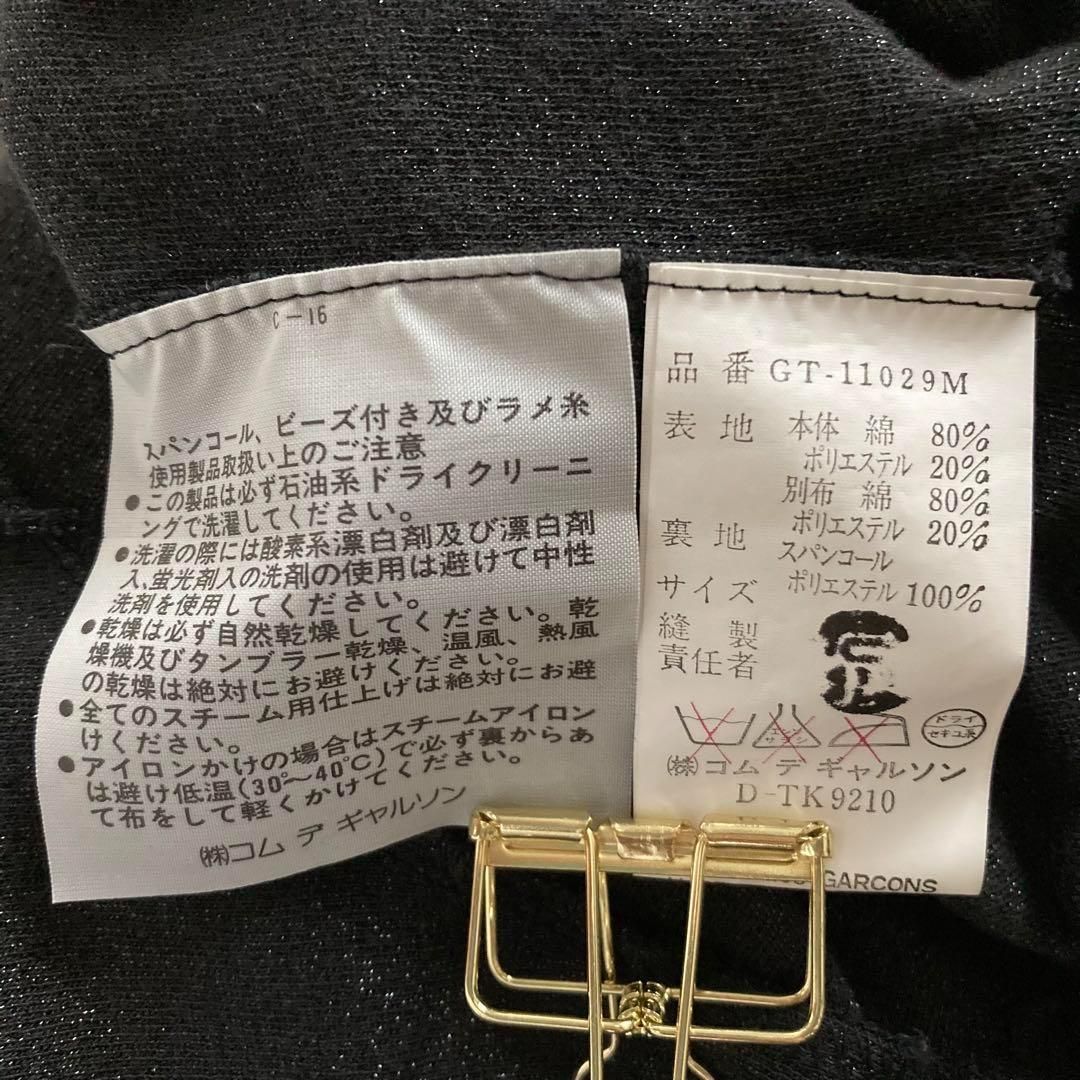 C-16
スパンコール、ビーズ付き及びラメ糸
使用製品取扱い上のご注意
●この製品は必ず石油系ドライクリーニ
ングで洗濯してください。
●洗濯の際には酸素系漂白剤及び漂白剤
入、蛍光剤入の洗剤の使用は避けて中性
洗剤を使用してください。
●乾燥は必ず自然乾燥してください。乾
燥機及びタンブラー乾燥、温風、熱風
の乾燥は絶対にお避けください。
●全てのスチーム用仕上げは絶対にお避
けください。
●アイロンかけの場合はスチームアイロン
は避け低温(30°〜40℃)で必ず裏からあ
て布をして軽くかけてください。
㈱コム デ ギャルソン
品番 GT-11029M
表地 本体 綿 80%
ポリエステル 20%
別布 綿 80%
ポリエステル 20%
裏地
スパンコール
サイズ ポリエステル 100%
縫製
責任者
エンソ
サラシ
ドライ
セキユ系
㈱コム デ ギャルソン
D-TK9210
GARCONS